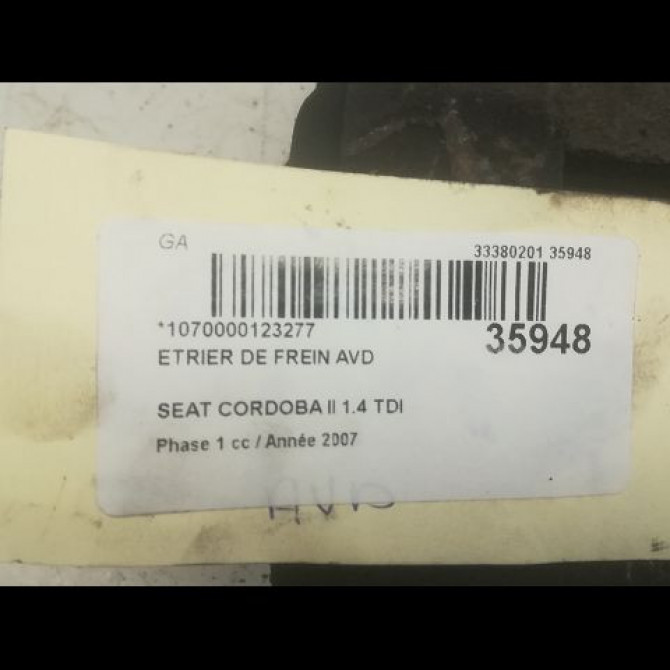 GA
33380201 35948
*1070000123277
35948
ETRIER DE FREIN AVD
SEAT CORDOBA II 1.4 TDI
Phase 1 cc / Année 2007
AVD